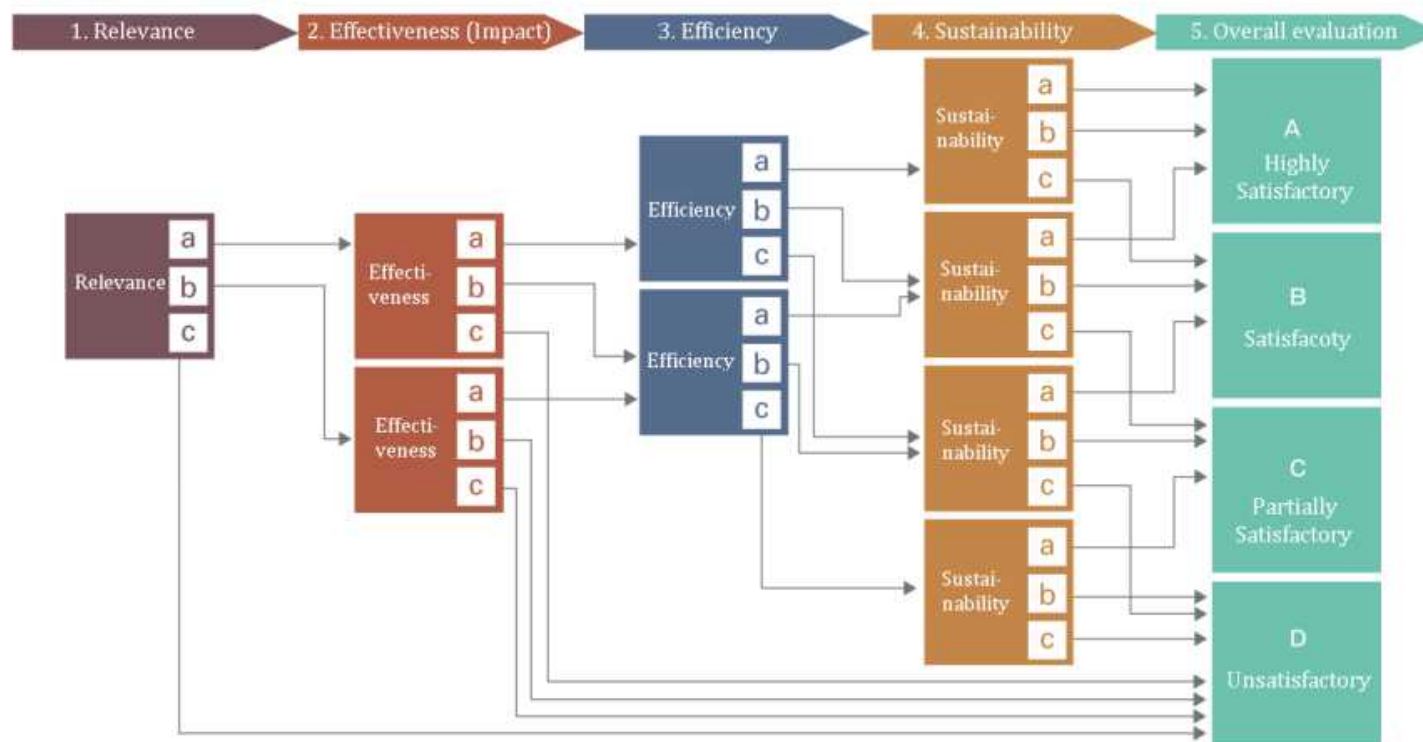 1. Relevance
2. Effectiveness (Impact)
3. Efficiency
4. Sustainability
5. Overall evaluation
Relevance
a
b
c
Effecti-
veness
a
b
c
Effecti-
veness
a
b
c
Efficiency
a
b
c
Efficiency
a
b
c
Sustai-
nability
a
b
c
Sustai-
nability
a
b
c
Sustai-
nability
a
b
c
Sustai-
nability
a
b
c
A
Highly
Satisfactory
B
Satisfacoty
C
Partially
Satisfactory
D
Unsatisfactory